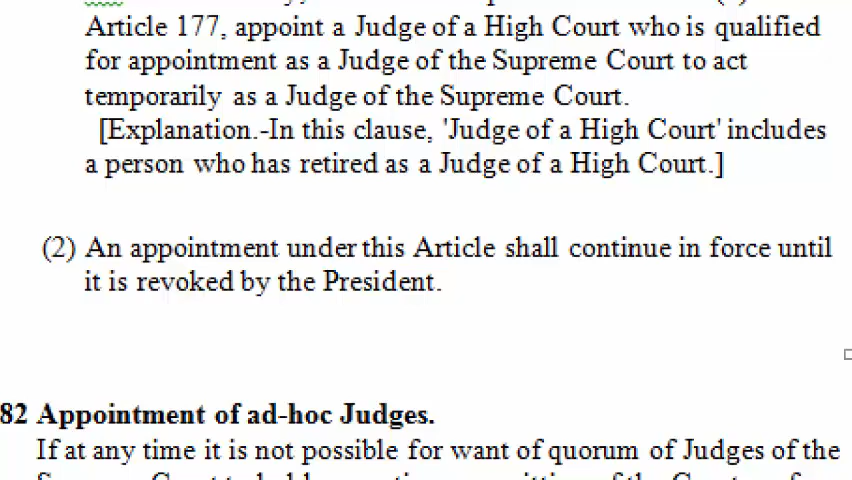 Article 177, appoint a Judge of a High Court who is qualified
for appointment as a Judge of the Supreme Court to act
temporarily as a Judge of the Supreme Court.
[Explanation.-In this clause, 'Judge of a High Court' includes
a person who has retired as a Judge of a High Court.]
(2) An appointment under this Article shall continue in force until
it is revoked by the President.
82 Appointment of ad-hoc Judges.
If at any time it is not possible for want of quorum of Judges of the